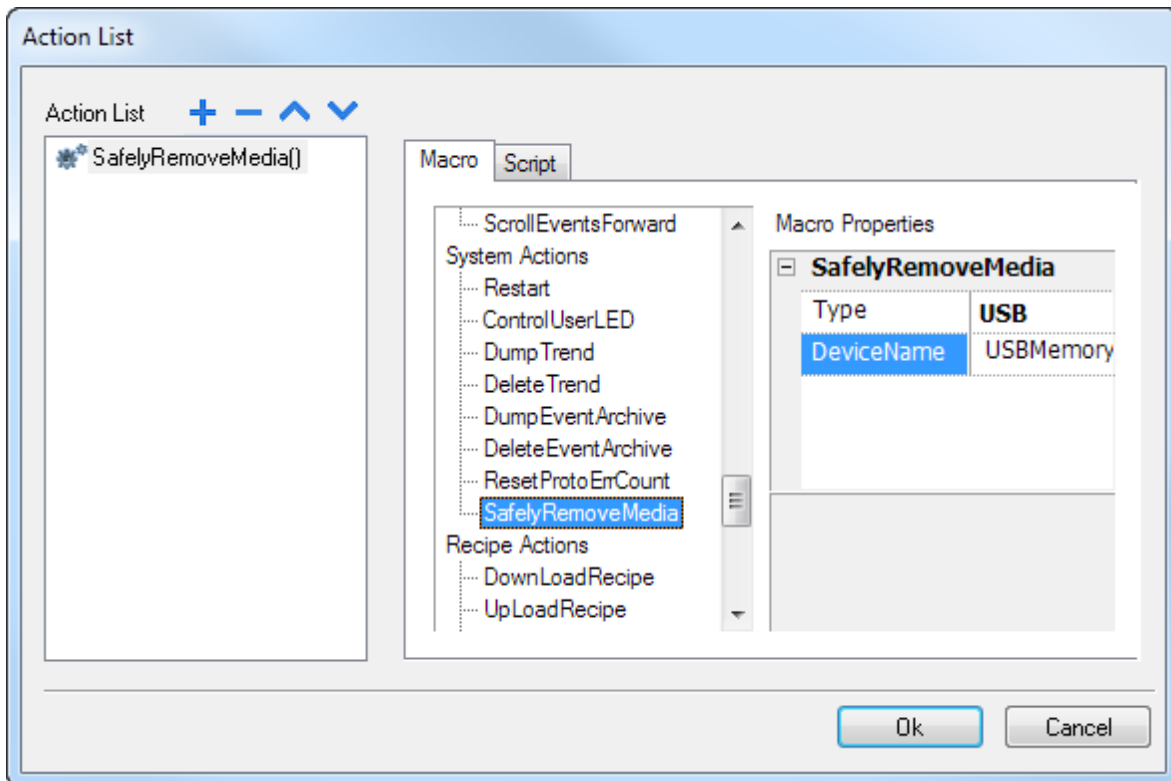 Action List
Action List
SafelyRemoveMedia()
Macro
Script
ScrollEventsForward
System Actions
Restart
ControlUserLED
DumpTrend
DeleteTrend
DumpEventArchive
DeleteEventArchive
ResetProtoErrCount
SafelyRemoveMedia
Recipe Actions
DownLoadRecipe
UpLoadRecipe
Macro Properties
SafelyRemoveMedia
Type USB
DeviceName USBMemory
Ok
Cancel